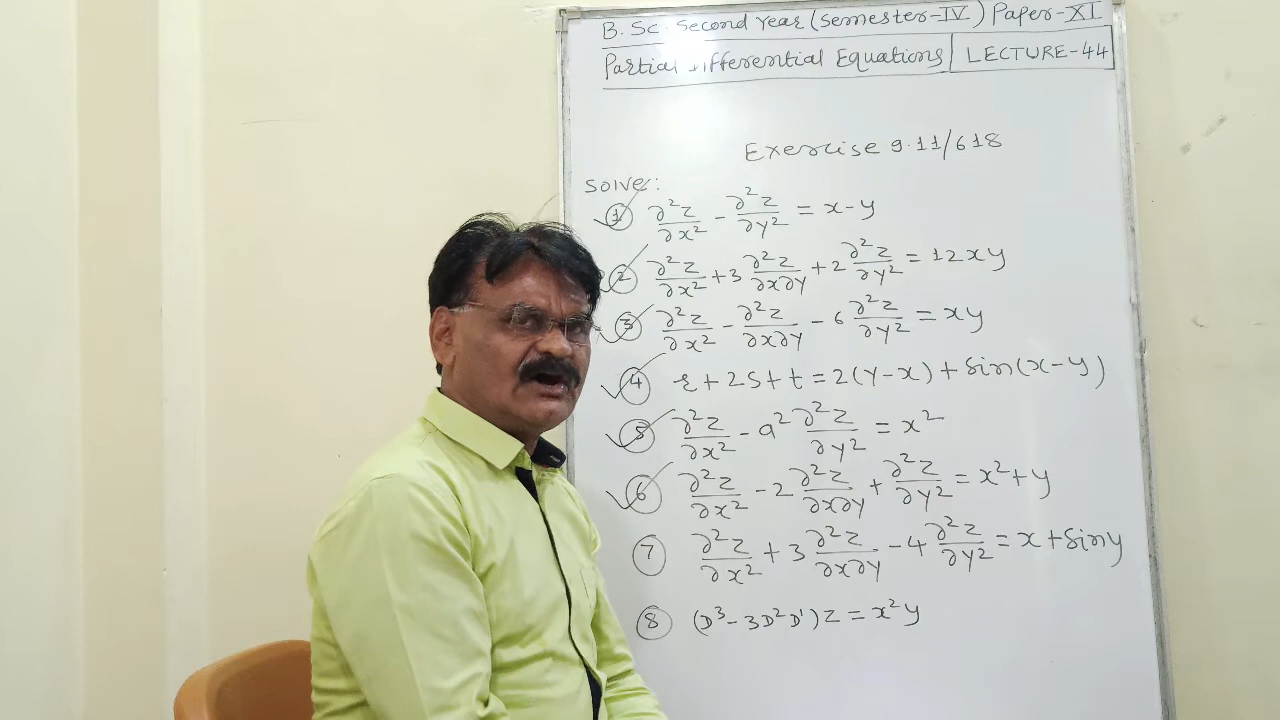 B.Sc. Second Year (Semester-IV) Paper-XI
Partial Differential Equations | LECTURE-44
Exercise 9.11/618
Solve:
① ∂²z/∂x² - ∂²z/∂y² = x-y
② ∂²z/∂x² + 3 ∂²z/∂x∂y + 2 ∂²z/∂y² = 12xy
③ ∂²z/∂x² - ∂²z/∂x∂y - 6 ∂²z/∂y² = xy
④ r + 2s + t = 2(y-x) + sin(x-y)
⑤ ∂²z/∂x² - a² ∂²z/∂y² = x²
⑥ ∂²z/∂x² - 2 ∂²z/∂x∂y + ∂²z/∂y² = x² + y
⑦ ∂²z/∂x² + 3 ∂²z/∂x∂y - 4 ∂²z/∂y² = x + siny
⑧ (D³ - 3D²D')z = x²y